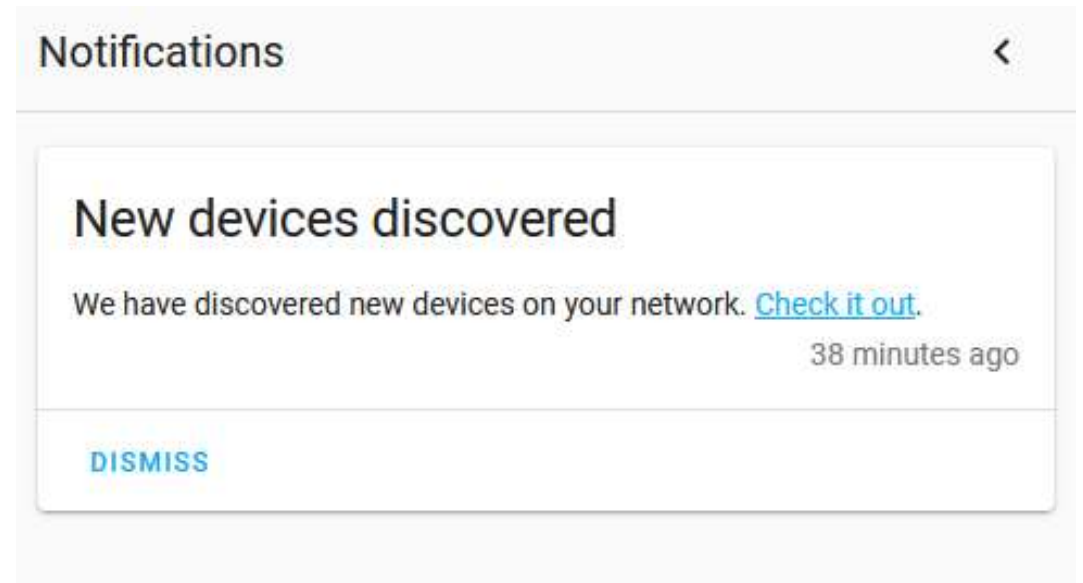 Notifications
New devices discovered
We have discovered new devices on your network. Check it out.
38 minutes ago
DISMISS